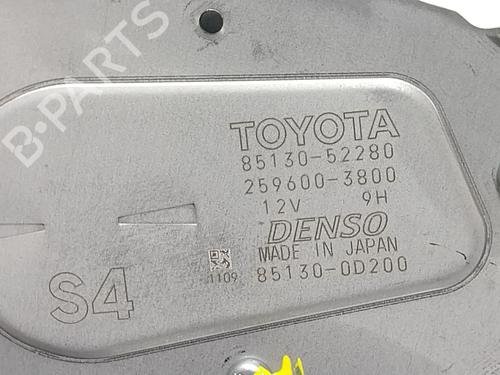 B-PARTS
TOYOTA
85130-52280
259600-3800
12V 9H
DENSO
MADE IN JAPAN
1109 85130-0D200
S4